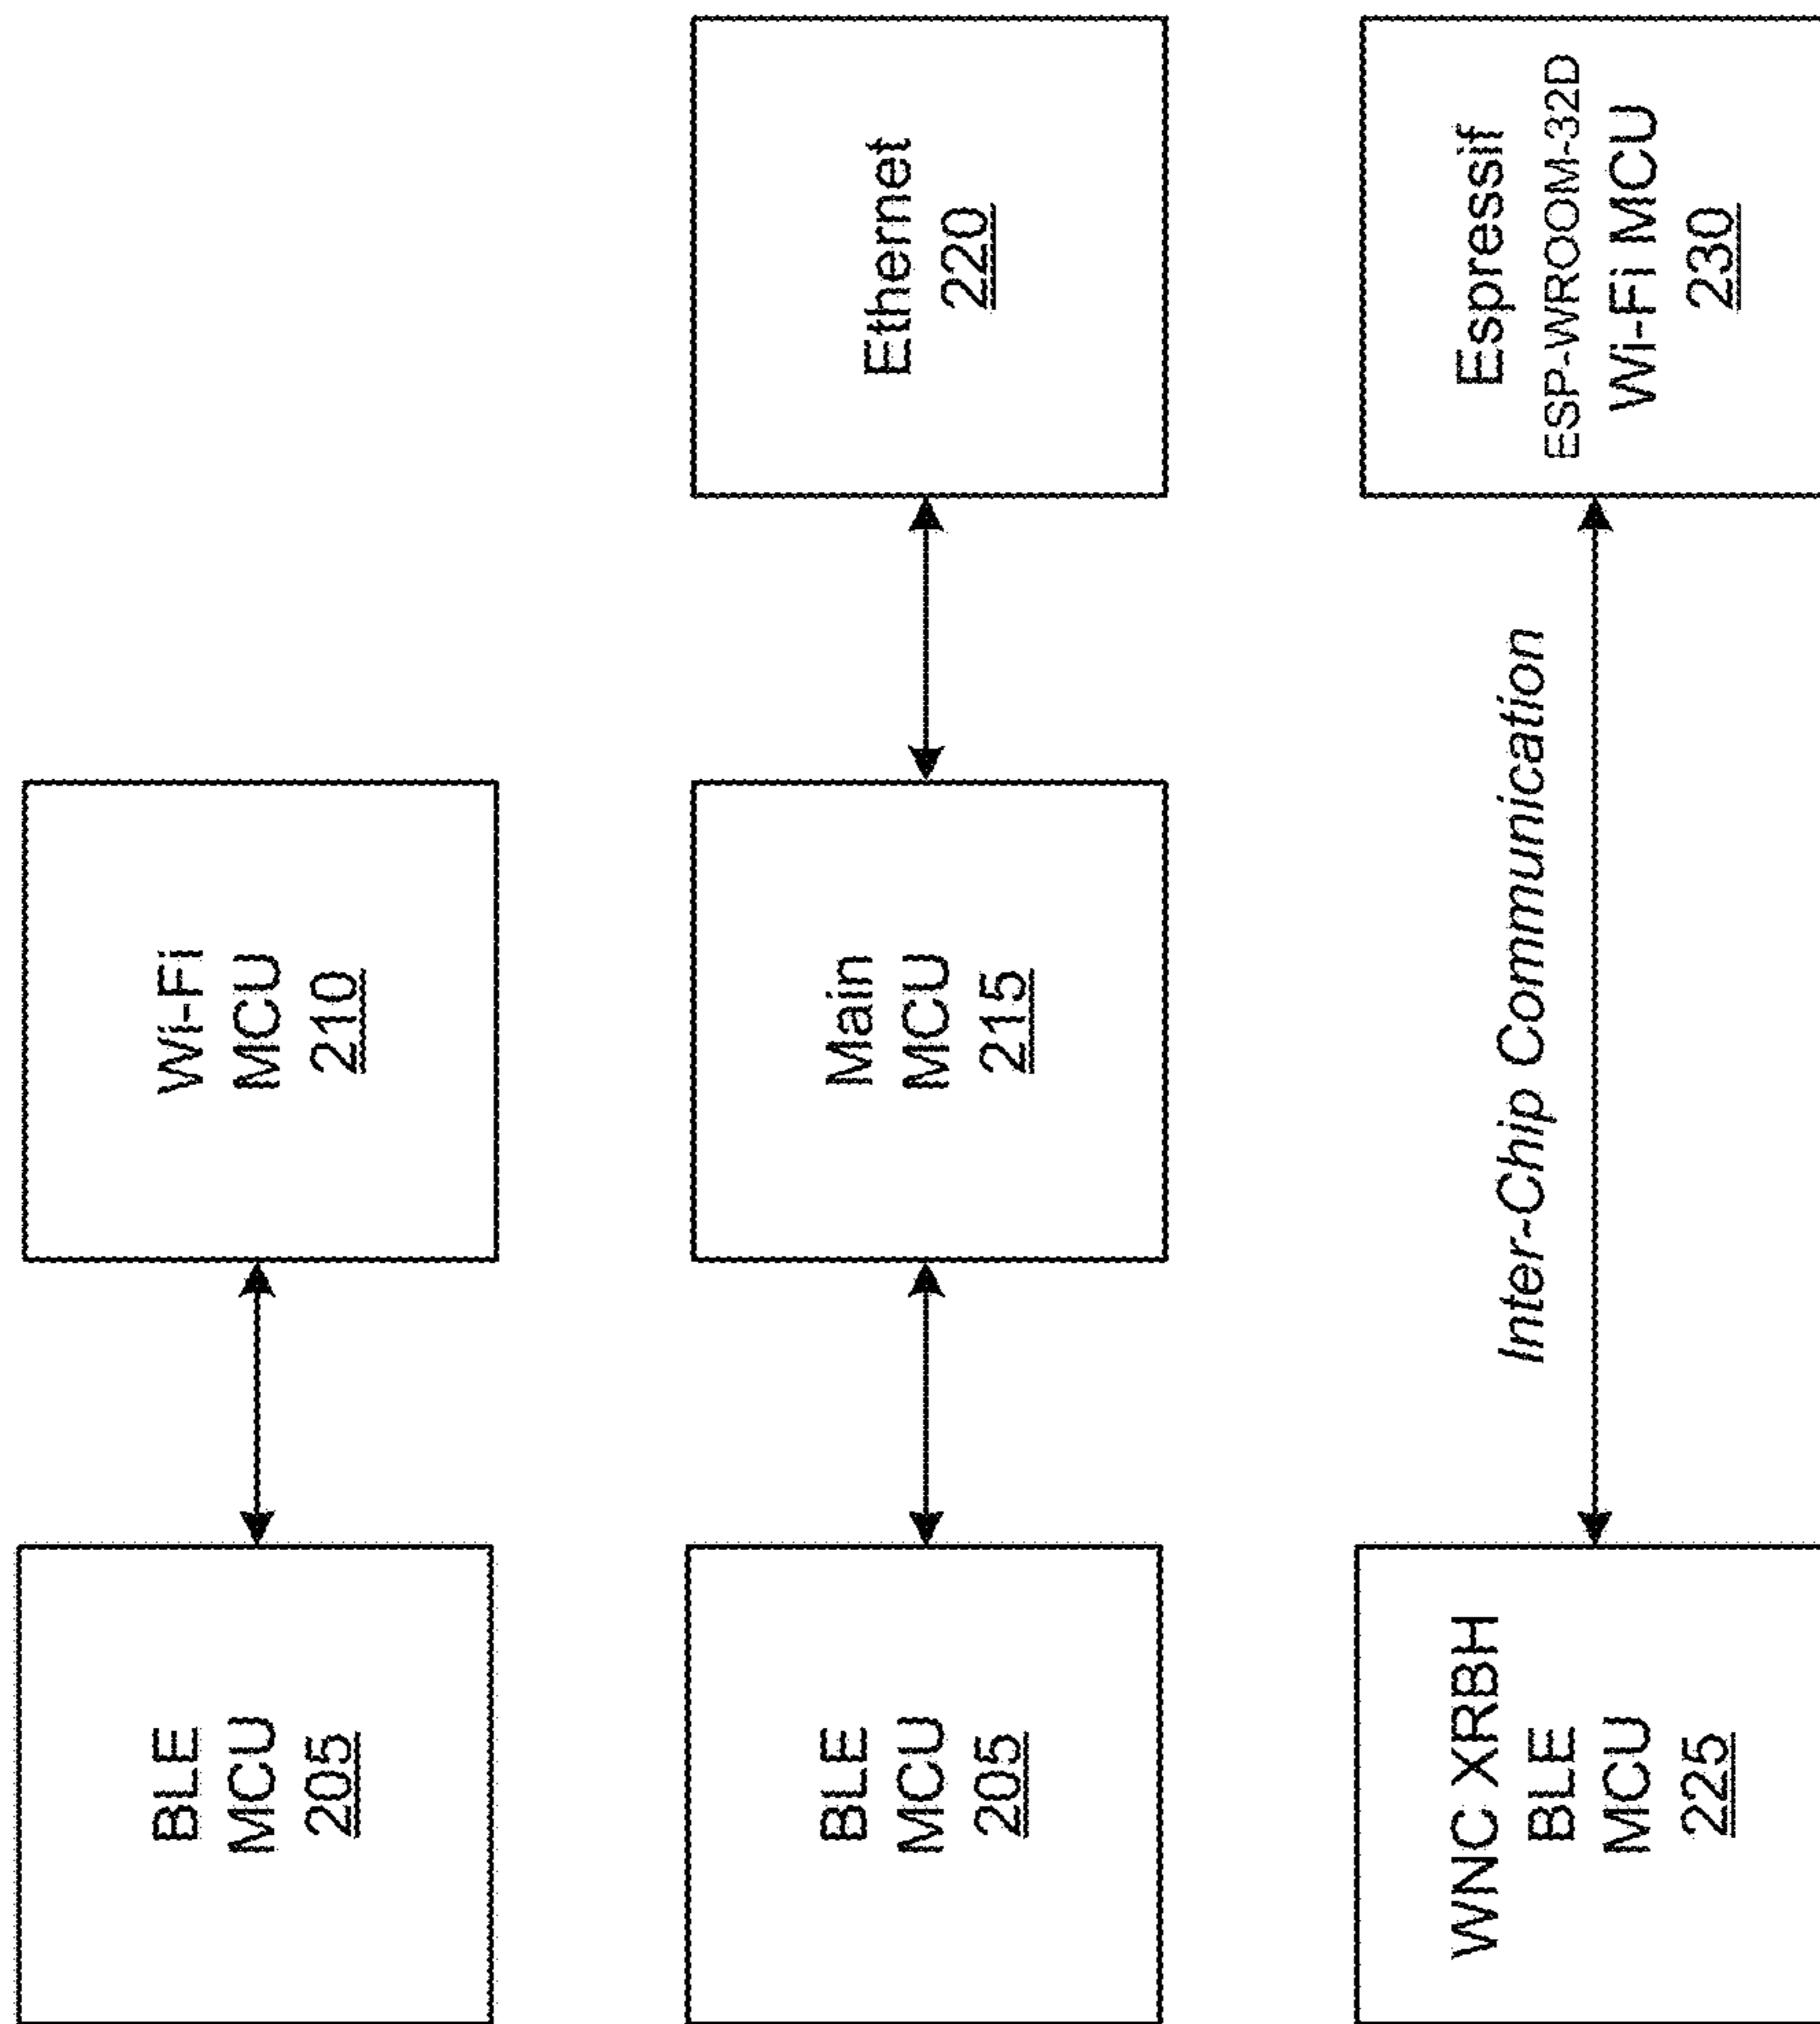 BLE
MCU
205
Wi-Fi
MCU
210
BLE
MCU
205
Main
MCU
215
Ethernet
220
WNC XRBH
BLE
MCU
225
Inter-Chip Communication
Espressif
ESP-WROOM-32D
Wi-Fi MCU
230